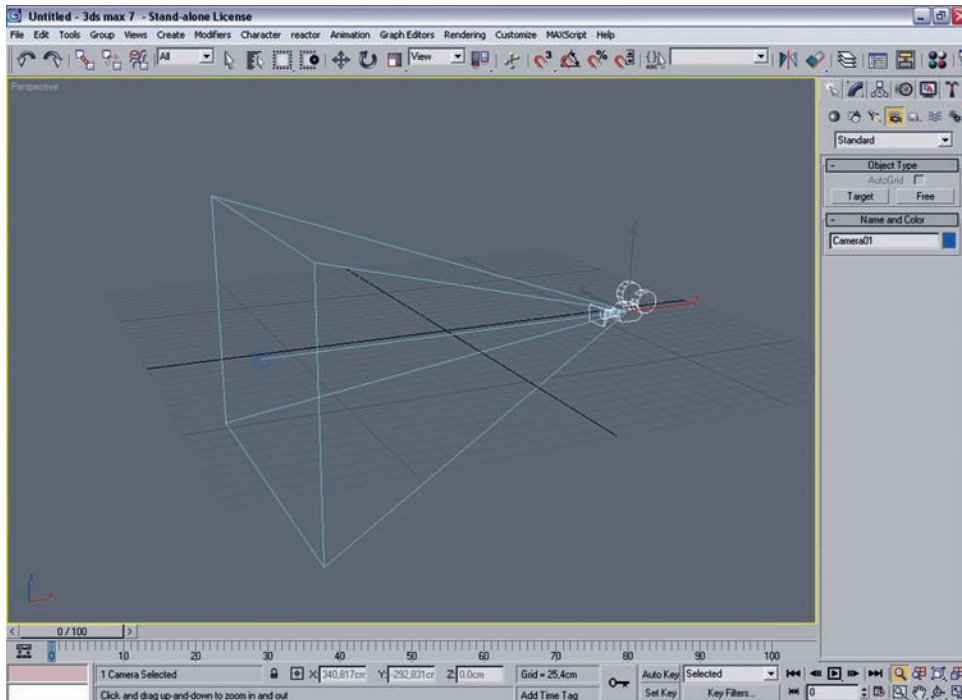 Untitled - 3ds max 7 - Stand-alone License
File Edit Tools Group Views Create Modifiers Character reactor Animation Graph Editors Rendering Customize MAXScript Help
All View
Perspective
Standard
- Object Type
AutoGrid
Target Free
- Name and Color
Camera01
z x
< 0 / 100 >
0 10 20 30 40 50 60 70 80 90 100
1 Camera Selected X: 340,817cm Y: -292,831cr Z: 0,0cm Grid = 25,4cm Auto Key Selected
Click and drag up-and-down to zoom in and out Add Time Tag Set Key Key Filters... 0